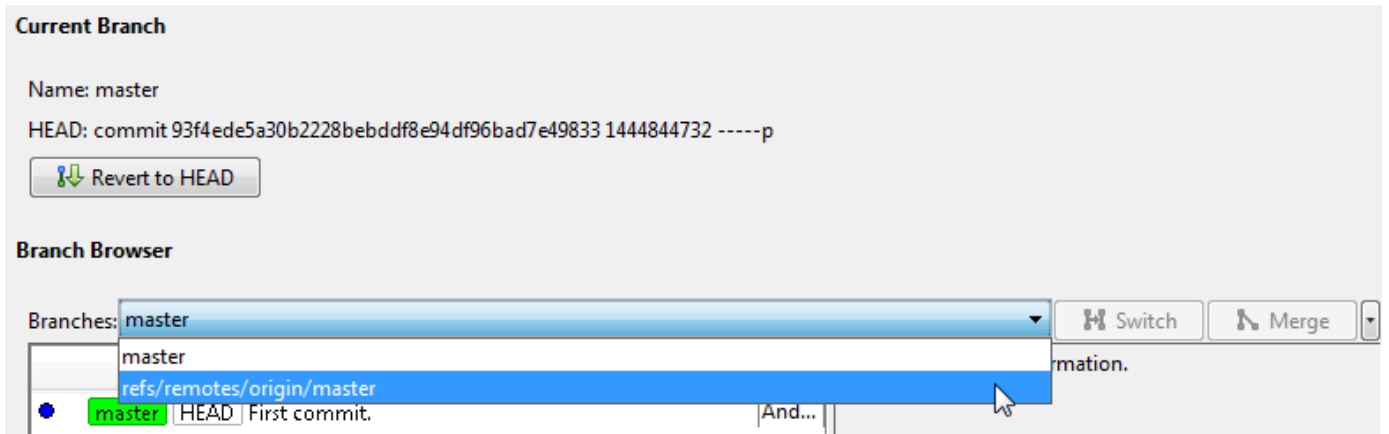 Current Branch
Name: master
HEAD: commit 93f4ede5a30b2228bebddf8e94df96bad7e49833 1444844732 -----p
Revert to HEAD
Branch Browser
Branches: master Switch Merge
master
rmation.
refs/remotes/origin/master
master HEAD First commit. And...